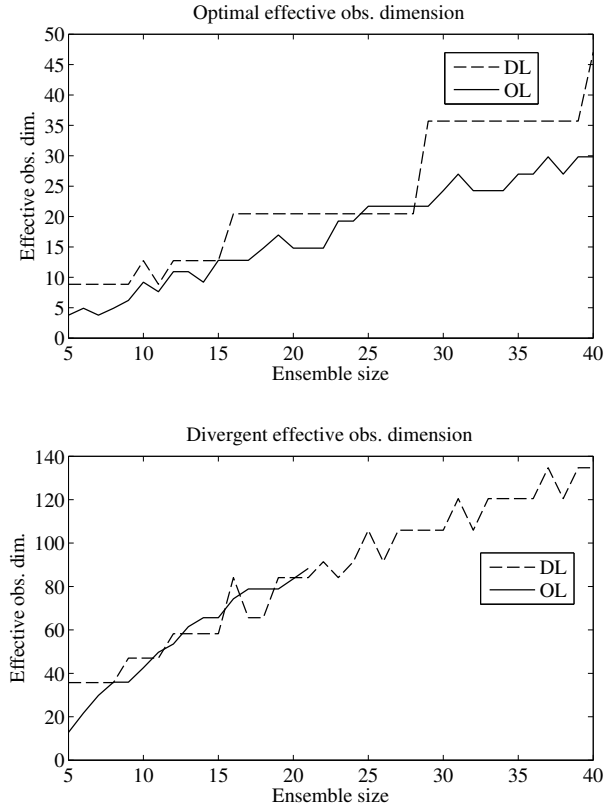 Optimal effective obs. dimension
50
45
40
35
30
25
20
15
10
5
0
Effective obs. dim.
DL
OL
5 10 15 20 25 30 35 40
Ensemble size
Divergent effective obs. dimension
140
120
100
80
60
40
20
0
Effective obs. dim.
DL
OL
5 10 15 20 25 30 35 40
Ensemble size